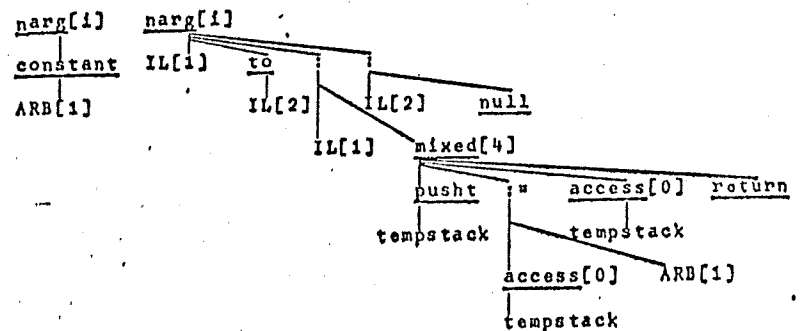 narg[i] narg[i]
constant IL[1] to : :
ARB[1] IL[2] IL[2] null
IL[1] mixed[4]
pusht := access[0] return
tempstack tempstack
access[0] ARB[1]
tempstack